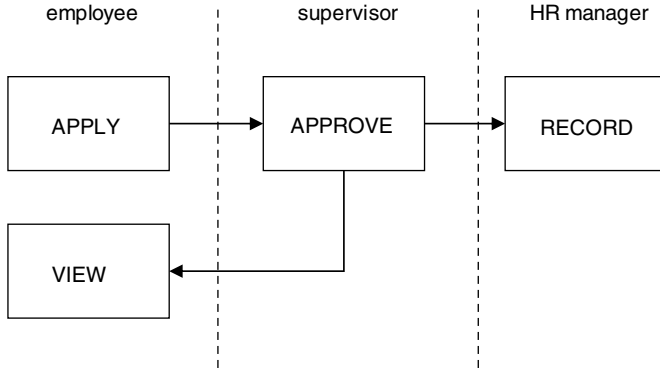 employee
supervisor
HR manager
APPLY
APPROVE
RECORD
VIEW